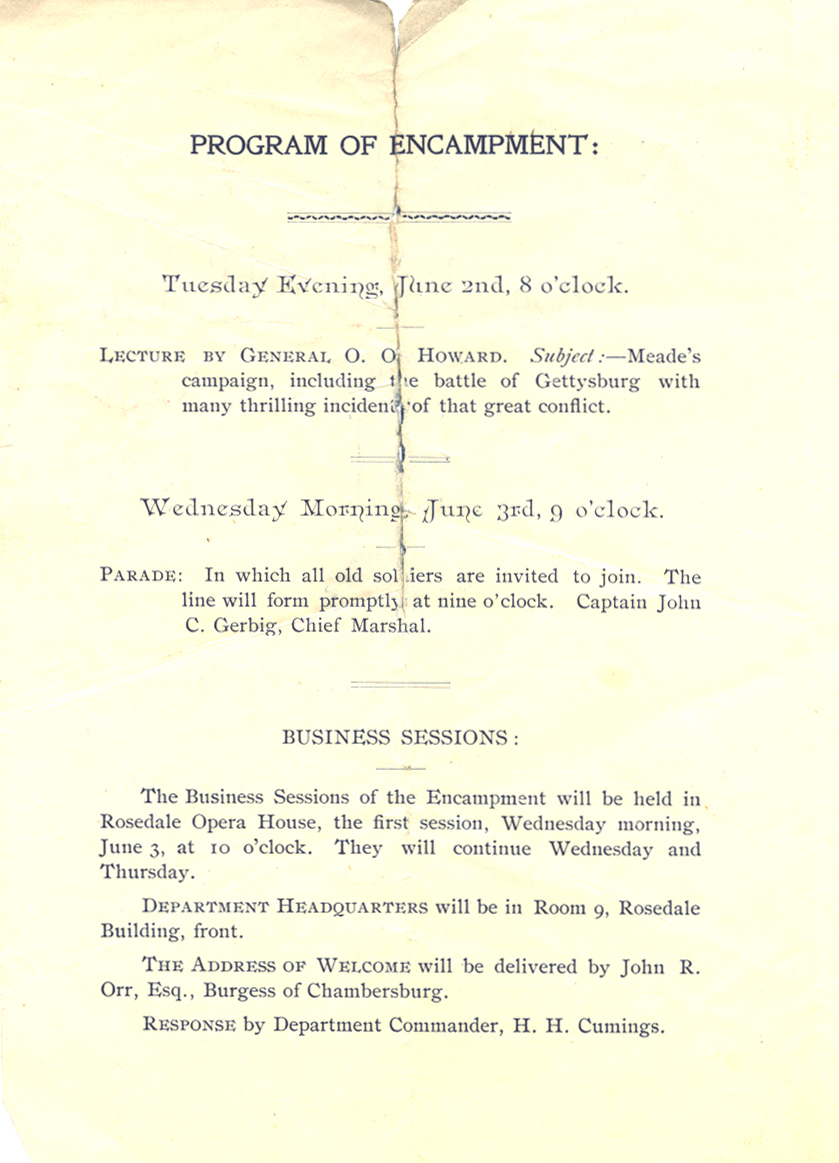 PROGRAM OF ENCAMPMENT:
Tuesday Evening, June 2nd, 8 o'clock.
LECTURE BY GENERAL O. O. HOWARD. Subject:—Meade's
campaign, including the battle of Gettysburg with
many thrilling incidents of that great conflict.
Wednesday Morning, June 3rd, 9 o'clock.
PARADE: In which all old soldiers are invited to join. The
line will form promptly at nine o'clock. Captain John
C. Gerbig, Chief Marshal.
BUSINESS SESSIONS:
The Business Sessions of the Encampment will be held in
Rosedale Opera House, the first session, Wednesday morning,
June 3, at 10 o'clock. They will continue Wednesday and
Thursday.
DEPARTMENT HEADQUARTERS will be in Room 9, Rosedale
Building, front.
THE ADDRESS OF WELCOME will be delivered by John R.
Orr, Esq., Burgess of Chambersburg.
RESPONSE by Department Commander, H. H. Cumings.